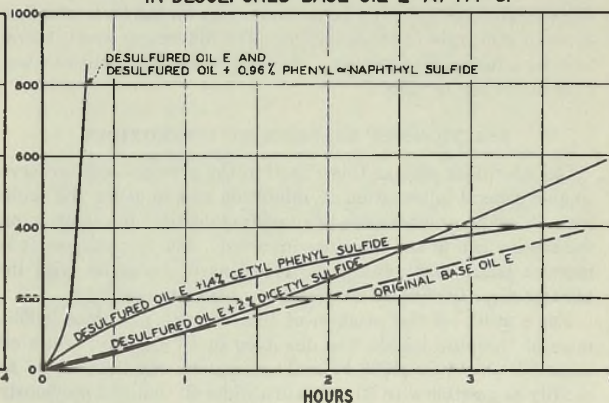 IN DESULFURED BASE OIL E AT
1000
DESULFURED OIL E AND
DESULFURED OIL + 0.96% PHENYL ∝-NAPHTHYL SULFIDE
800
600
400
200
0
DESULFURED OIL E +1.4% CETYL PHENYL SULFIDE
DESULFURED OIL E + 2% DICETYL SULFIDE
ORIGINAL BASE OIL E
4
0
1
2
3
HOURS